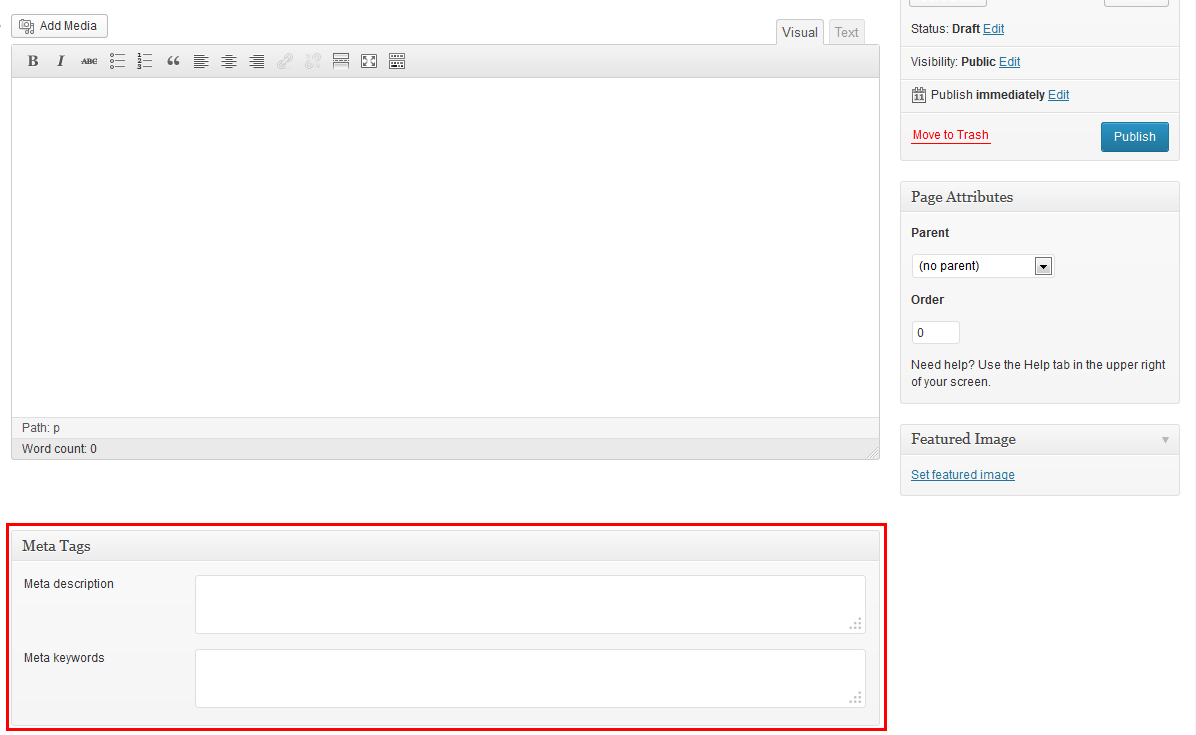 Add Media
Visual
Text
B I ABC
Path: p
Word count: 0
Meta Tags
Meta description
Meta keywords
Status: Draft Edit
Visibility: Public Edit
11 Publish immediately Edit
Move to Trash
Publish
Page Attributes
Parent
(no parent)
Order
0
Need help? Use the Help tab in the upper right
of your screen.
Featured Image
Set featured image